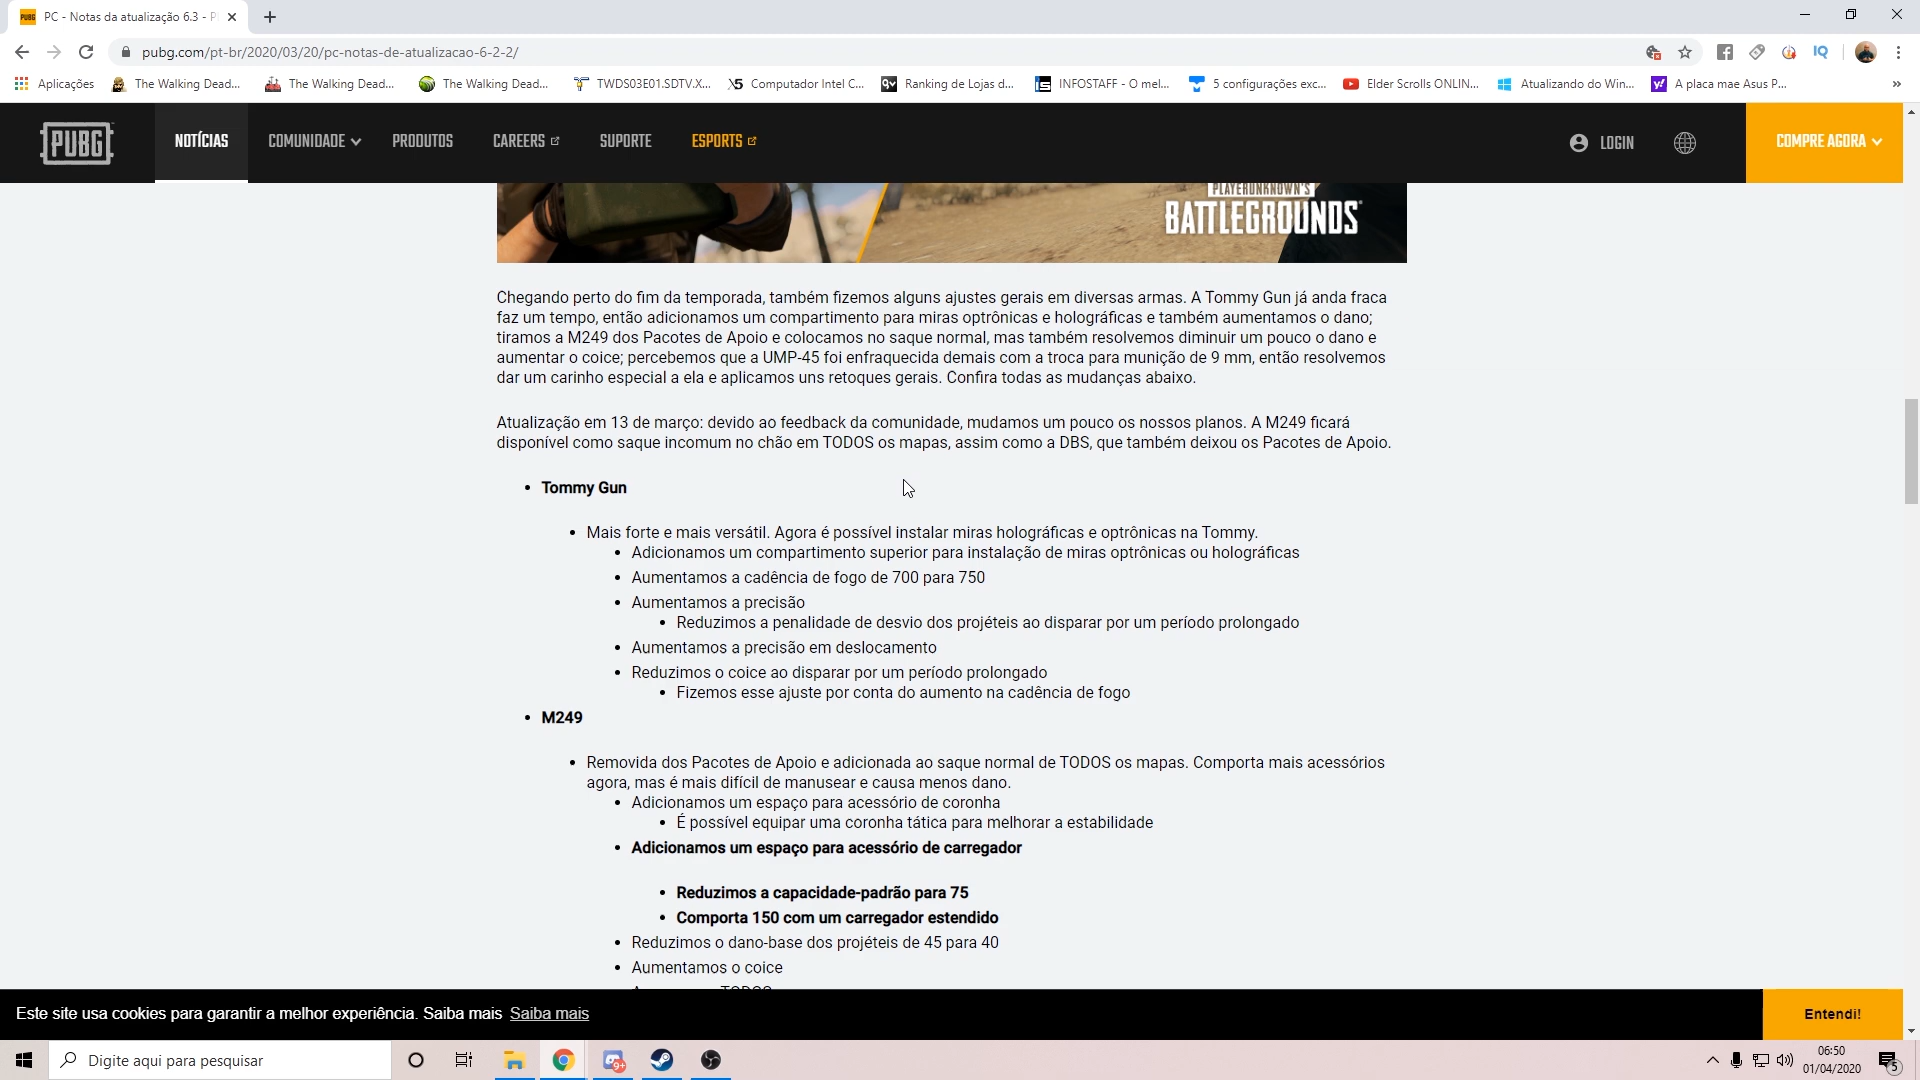 PC - Notas da atualização 6.3 - P
pubg.com/pt-br/2020/03/20/pc-notas-de-atualizacao-6-2-2/
IQ
Aplicações
The Walking Dead...
The Walking Dead...
The Walking Dead...
TWDS03E01.SDTV.X...
Computador Intel C...
Ranking de Lojas d...
INFOSTAFF - O mel...
5 configurações exc...
Elder Scrolls ONLIN...
Atualizando do Win...
A placa mae Asus P...
PUBG
NOTÍCIAS
COMUNIDADE
PRODUTOS
CAREERS
SUPORTE
ESPORTS
LOGIN
COMPRE AGORA
PLAYERUNKNOWN'S
BATTLEGROUNDS
Chegando perto do fim da temporada, também fizemos alguns ajustes gerais em diversas armas. A Tommy Gun já anda fraca
faz um tempo, então adicionamos um compartimento para miras optrônicas e holográficas e também aumentamos o dano;
tiramos a M249 dos Pacotes de Apoio e colocamos no saque normal, mas também resolvemos diminuir um pouco o dano e
aumentar o coice; percebemos que a UMP-45 foi enfraquecida demais com a troca para munição de 9 mm, então resolvemos
dar um carinho especial a ela e aplicamos uns retoques gerais. Confira todas as mudanças abaixo.
Atualização em 13 de março: devido ao feedback da comunidade, mudamos um pouco os nossos planos. A M249 ficará
disponível como saque incomum no chão em TODOS os mapas, assim como a DBS, que também deixou os Pacotes de Apoio.
• Tommy Gun
• Mais forte e mais versátil. Agora é possível instalar miras holográficas e optrônicas na Tommy.
• Adicionamos um compartimento superior para instalação de miras optrônicas ou holográficas
• Aumentamos a cadência de fogo de 700 para 750
• Aumentamos a precisão
• Reduzimos a penalidade de desvio dos projéteis ao disparar por um período prolongado
• Aumentamos a precisão em deslocamento
• Reduzimos o coice ao disparar por um período prolongado
• Fizemos esse ajuste por conta do aumento na cadência de fogo
• M249
• Removida dos Pacotes de Apoio e adicionada ao saque normal de TODOS os mapas. Comporta mais acessórios
agora, mas é mais difícil de manusear e causa menos dano.
• Adicionamos um espaço para acessório de coronha
• É possível equipar uma coronha tática para melhorar a estabilidade
• Adicionamos um espaço para acessório de carregador
• Reduzimos a capacidade-padrão para 75
• Comporta 150 com um carregador estendido
• Reduzimos o dano-base dos projéteis de 45 para 40
• Aumentamos o coice
Este site usa cookies para garantir a melhor experiência. Saiba mais Saiba mais
Entendi!
Digite aqui para pesquisar
9+
06:50
01/04/2020
5